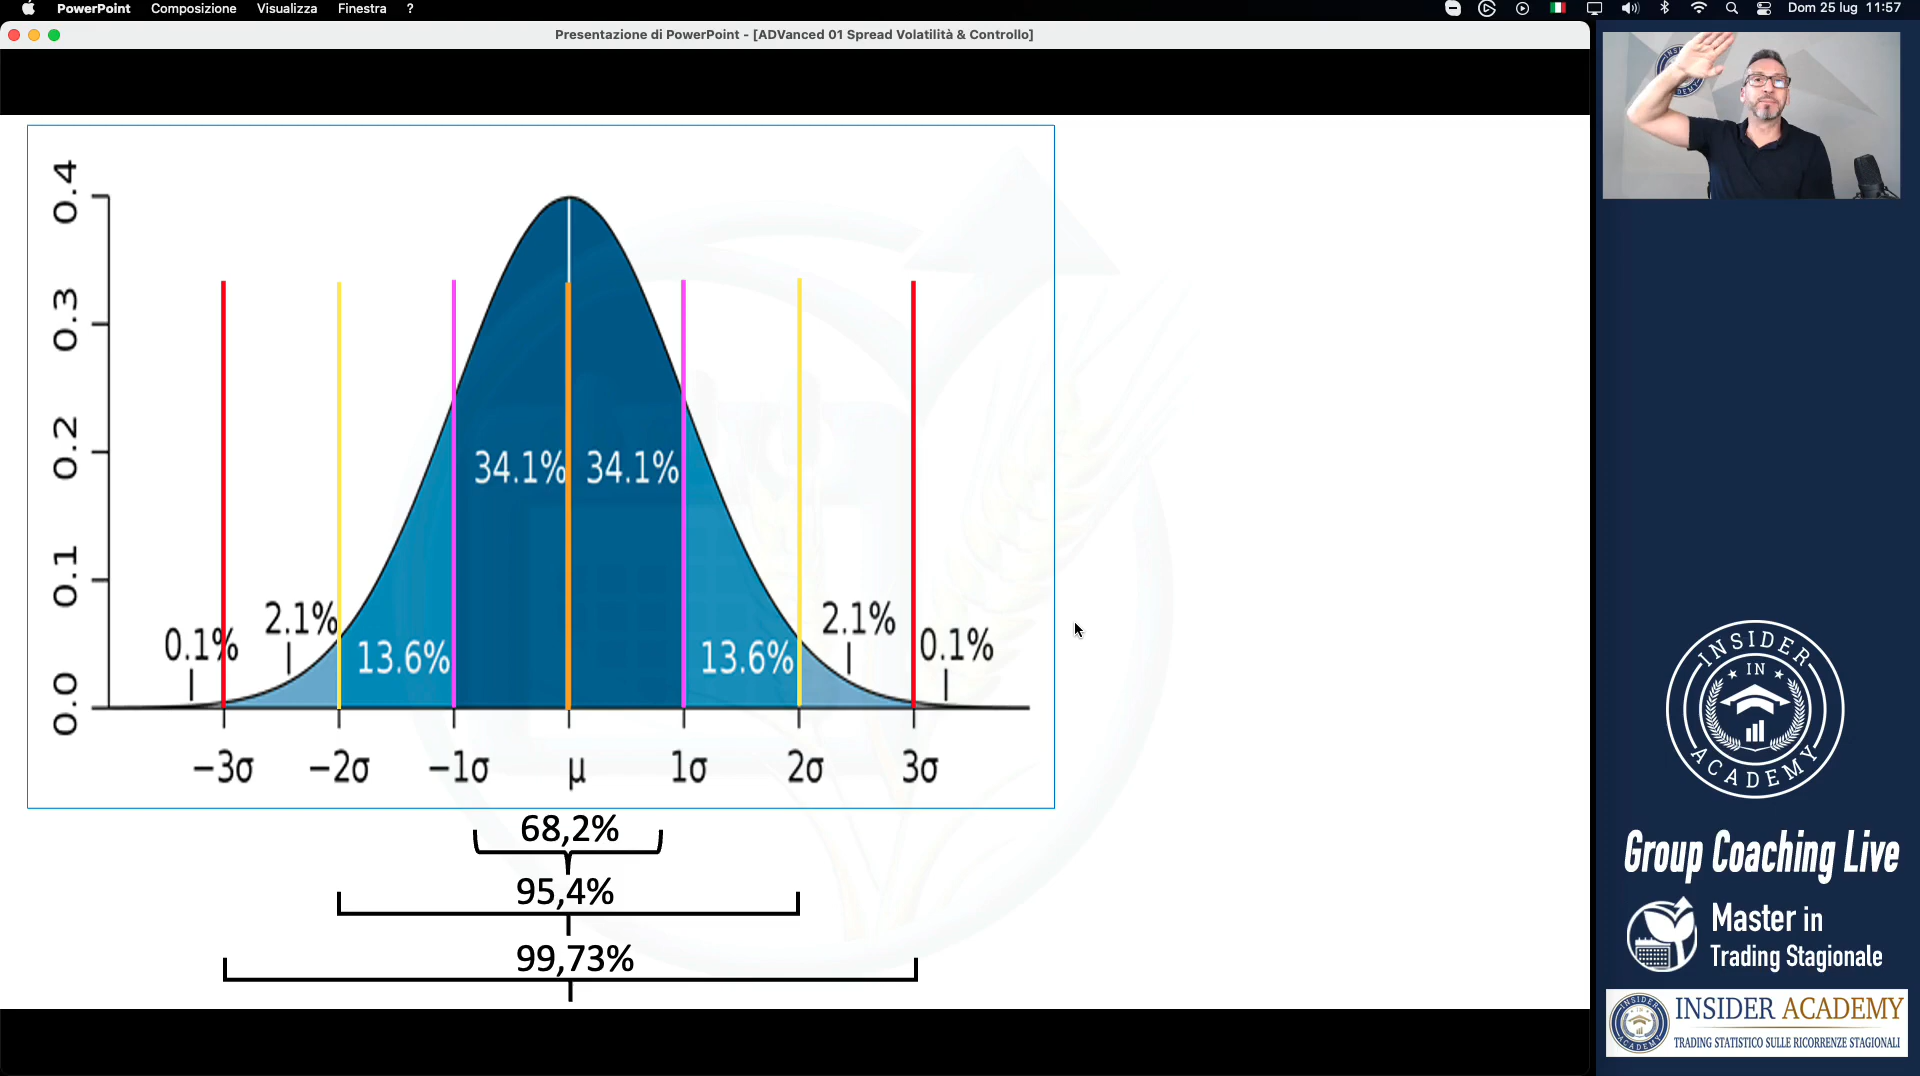 PowerPoint Composizione Visualizza Finestra ?
Dom 25 lug 11:57
Presentazione di PowerPoint - [ADVanced 01 Spread Volatilità & Controllo]
0.4
0.3
0.2
0.1
0.0
34.1% 34.1%
0.1% 2.1% 13.6% 13.6% 2.1% 0.1%
−3σ −2σ −1σ μ 1σ 2σ 3σ
68,2%
95,4%
99,73%
INSIDER
IN
ACADEMY
Group Coaching Live
Master in
Trading Stagionale
INSIDER ACADEMY
TRADING STATISTICO SULLE RICORRENZE STAGIONALI